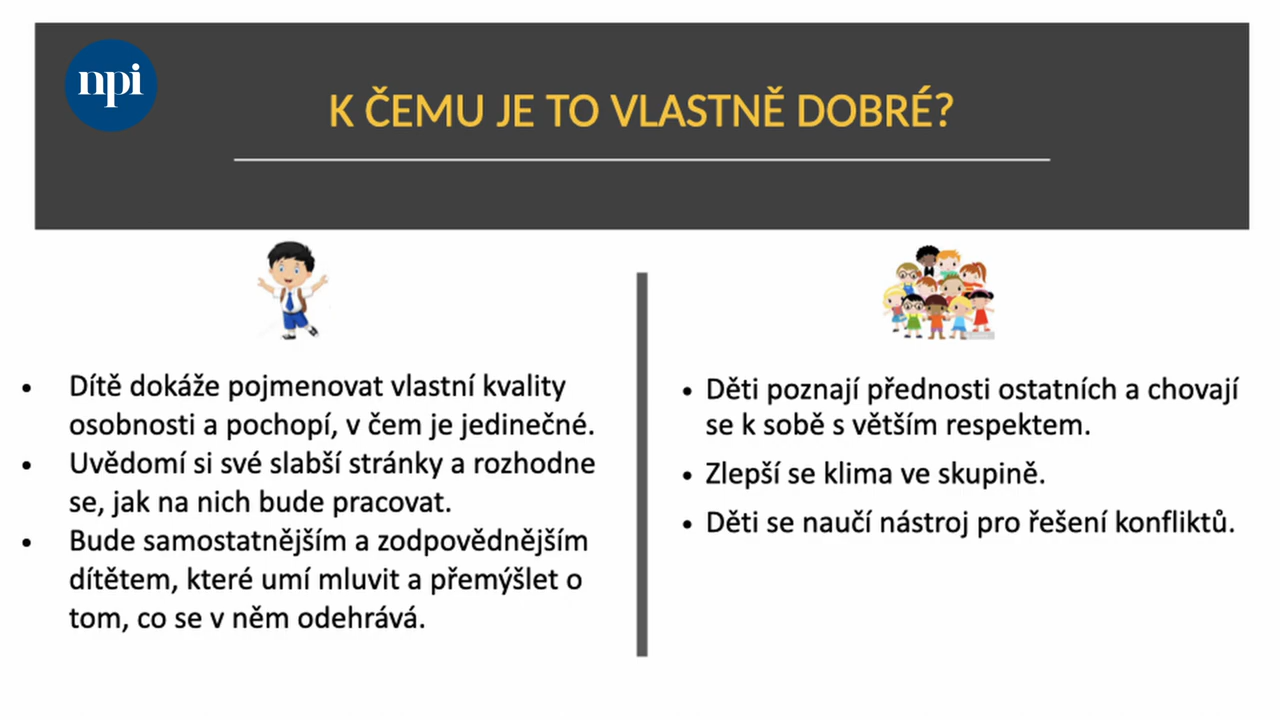 npi
K ČEMU JE TO VLASTNĚ DOBRÉ?
• Dítě dokáže pojmenovat vlastní kvality
osobnosti a pochopí, v čem je jedinečné.
• Uvědomí si své slabší stránky a rozhodne
se, jak na nich bude pracovat.
• Bude samostatnějším a zodpovědnějším
dítětem, které umí mluvit a přemýšlet o
tom, co se v něm odehrává.
• Děti poznají přednosti ostatních a chovají
se k sobě s větším respektem.
• Zlepší se klima ve skupině.
• Děti se naučí nástroj pro řešení konfliktů.